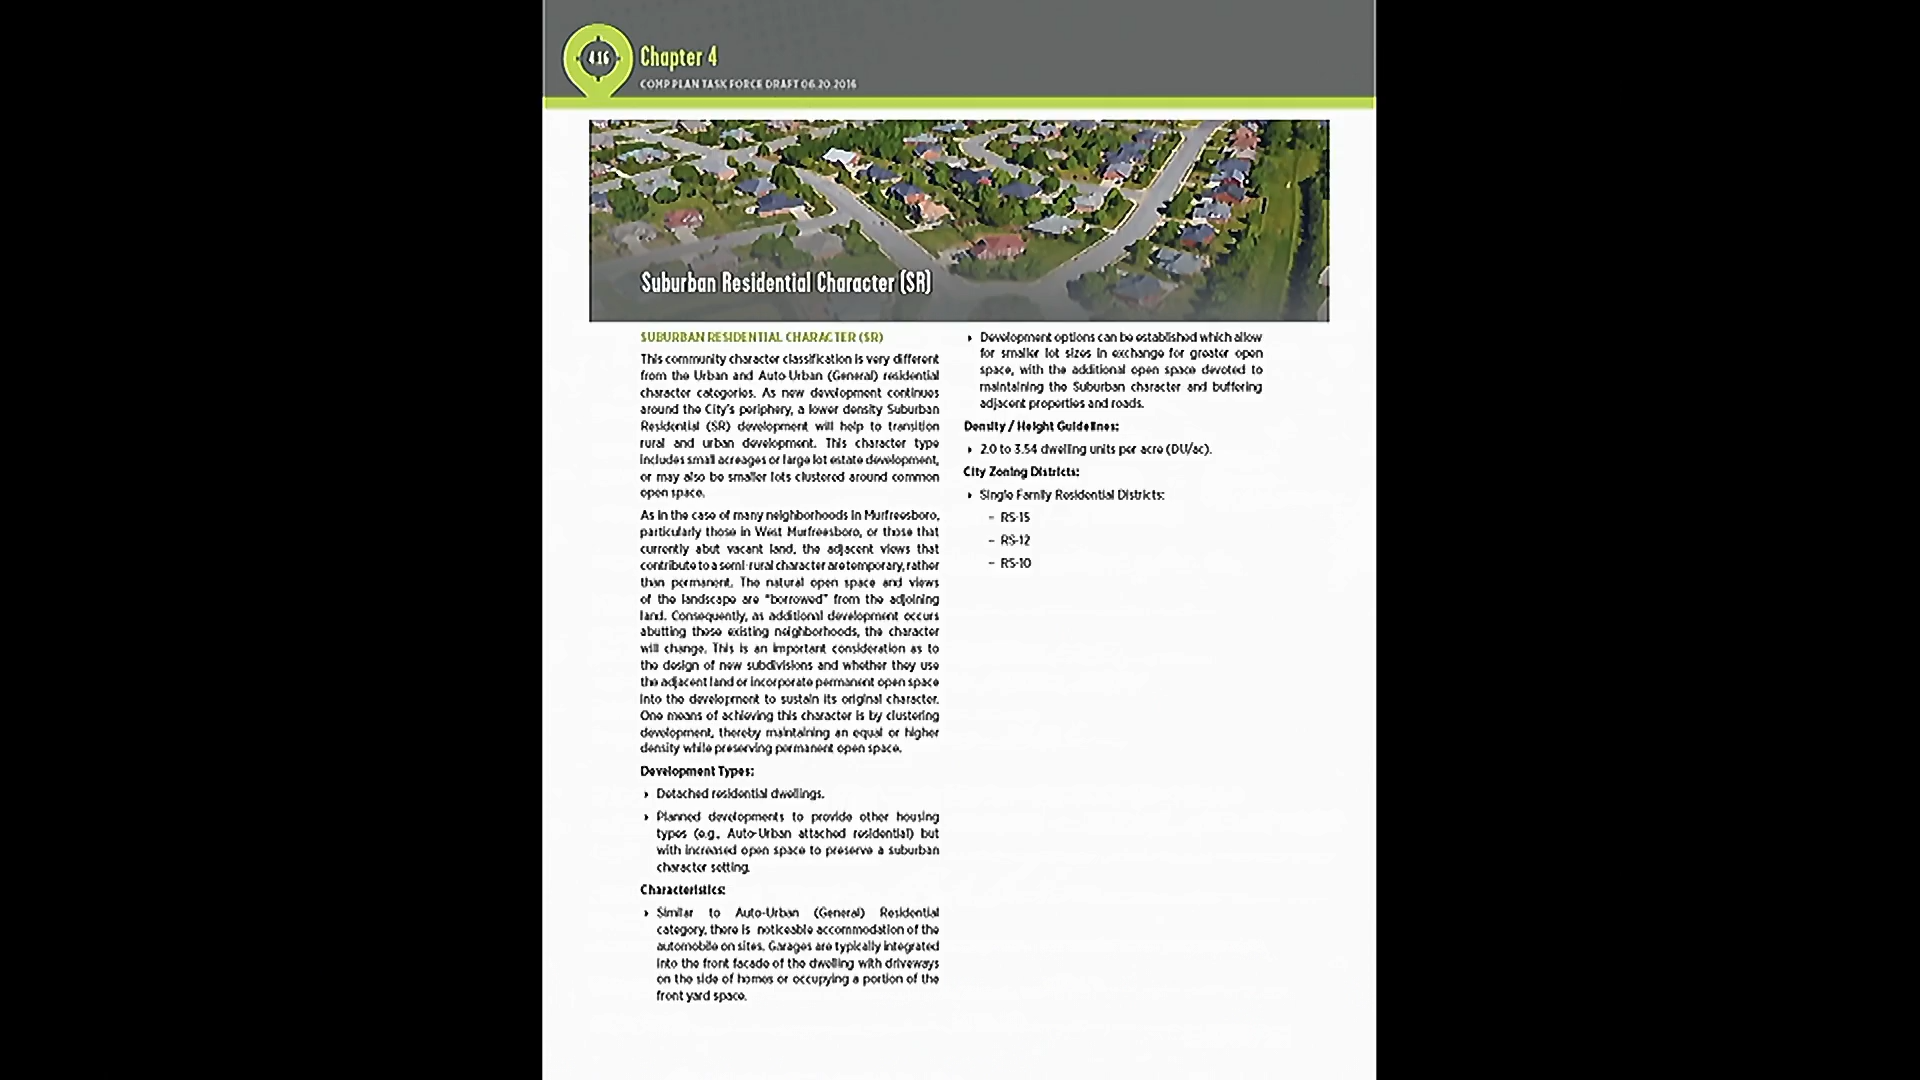 4.16
Chapter 4
COMP PLAN TASK FORCE DRAFT 06.20.2016
Suburban Residential Character (SR)
SUBURBAN RESIDENTIAL CHARACTER (SR)
This community character classification is very different
from the Urban and Auto-Urban (General) residential
character categories. As new development continues
around the City's periphery, a lower density Suburban
Residential (SR) development will help to transition
rural and urban development. This character type
includes small acreages or large lot estate development,
or may also be smaller lots clustered around common
open space.
As in the case of many neighborhoods in Murfreesboro,
particularly those in West Murfreesboro, or those that
currently abut vacant land, the adjacent views that
contribute to a semi-rural character are temporary, rather
than permanent. The natural open space and views
of the landscape are "borrowed" from the adjoining
land. Consequently, as additional development occurs
abutting these existing neighborhoods, the character
will change. This is an important consideration as to
the design of new subdivisions and whether they use
the adjacent land or incorporate permanent open space
into the development to sustain its original character.
One means of achieving this character is by clustering
development, thereby maintaining an equal or higher
density while preserving permanent open space.
Development Types:
Detached residential dwellings.
Planned developments to provide other housing
types (e.g., Auto-Urban attached residential) but
with increased open space to preserve a suburban
character setting.
Characteristics:
Similar to Auto-Urban (General) Residential
category, there is noticeable accommodation of the
automobile on sites. Garages are typically integrated
into the front facade of the dwelling with driveways
on the side of homes or occupying a portion of the
front yard space.
Development options can be established which allow
for smaller lot sizes in exchange for greater open
space, with the additional open space devoted to
maintaining the Suburban character and buffering
adjacent properties and roads.
Density / Height Guidelines:
2.0 to 3.54 dwelling units per acre (DU/ac).
City Zoning Districts:
Single Family Residential Districts:
– RS-15
– RS-12
– RS-10